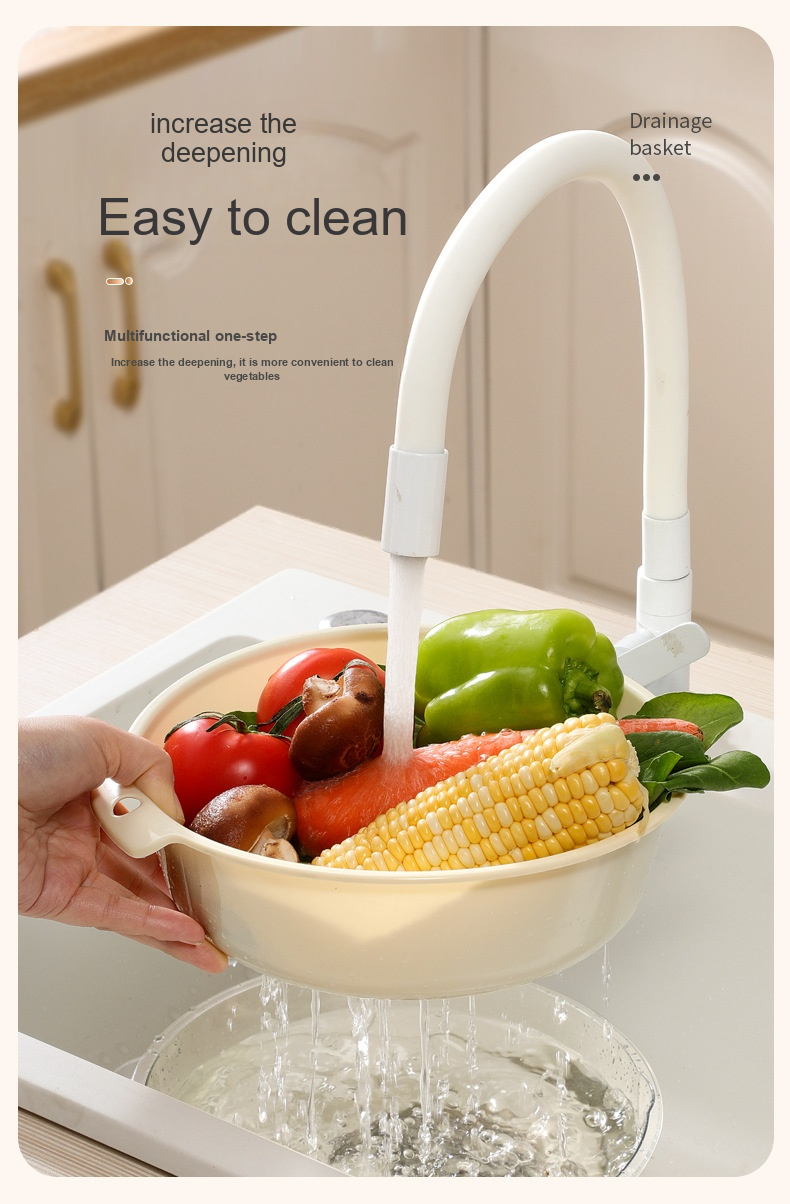 increase the
deepening
Easy to clean
Multifunctional one-step
Increase the deepening, it is more convenient to clean
vegetables
Drainage
basket